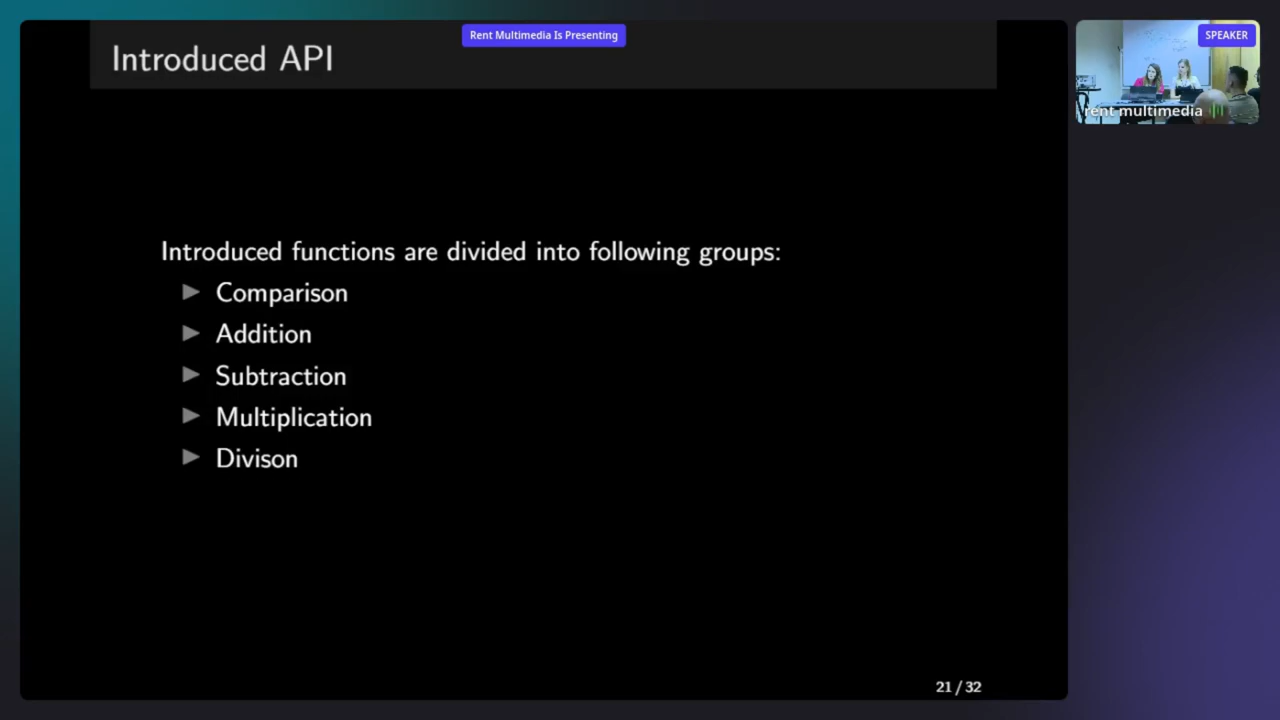 Rent Multimedia Is Presenting
Introduced API
SPEAKER
rent multimedia
Introduced functions are divided into following groups:
Comparison
Addition
Subtraction
Multiplication
Divison
21 / 32